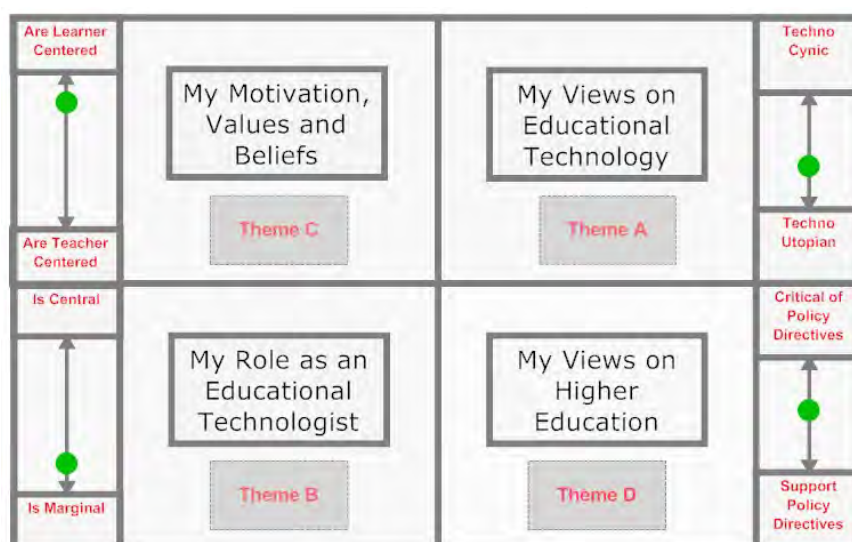 Are Learner
Centered
My Motivation,
Values and
Beliefs
Theme C
Are Teacher
Centered
My Views on
Educational
Technology
Theme A
Techno
Cynic
Techno
Utopian
Is Central
My Role as an
Educational
Technologist
Theme B
Is Marginal
My Views on
Higher
Education
Theme D
Critical of
Policy
Directives
Support
Policy
Directives